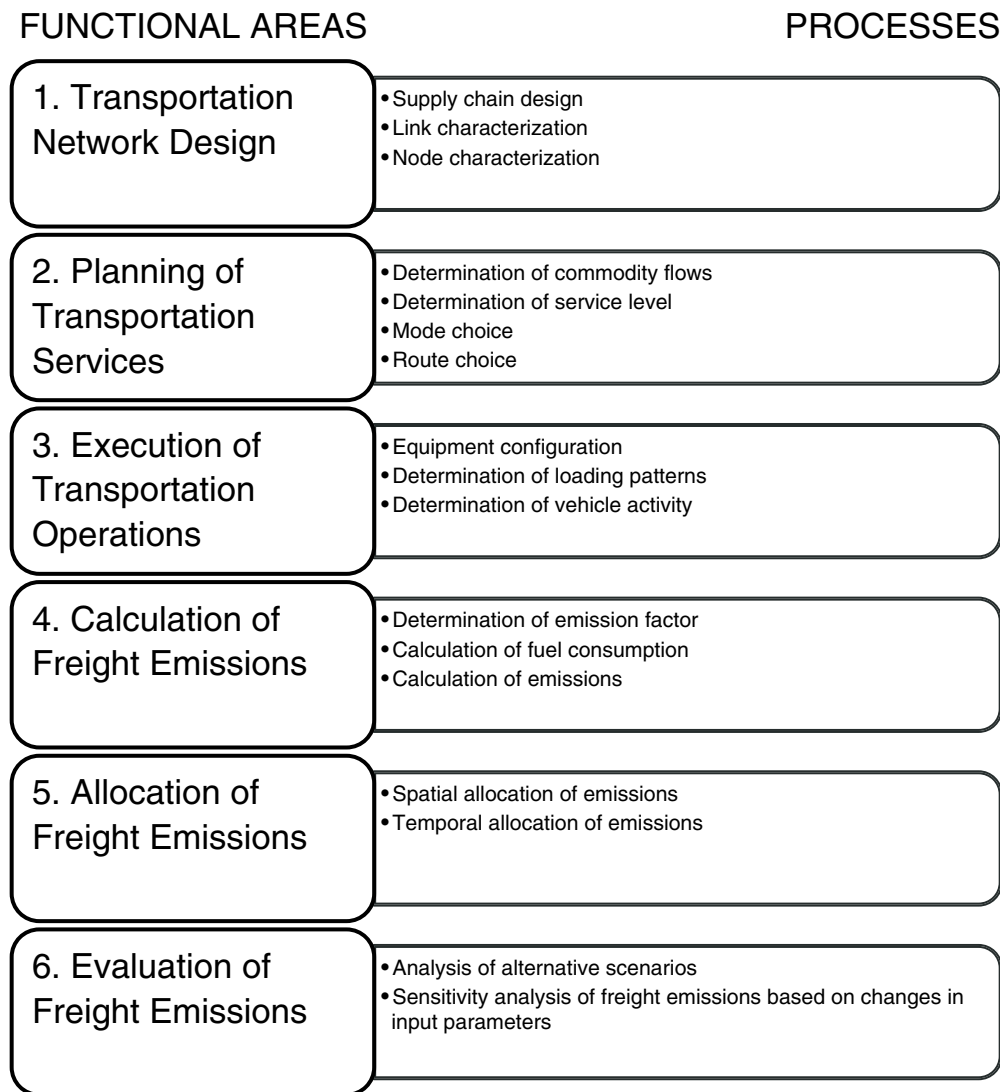 FUNCTIONAL AREAS
PROCESSES
1. Transportation
Network Design
•Supply chain design
•Link characterization
•Node characterization
2. Planning of
Transportation
Services
•Determination of commodity flows
•Determination of service level
•Mode choice
•Route choice
3. Execution of
Transportation
Operations
•Equipment configuration
•Determination of loading patterns
•Determination of vehicle activity
4. Calculation of
Freight Emissions
•Determination of emission factor
•Calculation of fuel consumption
•Calculation of emissions
5. Allocation of
Freight Emissions
•Spatial allocation of emissions
•Temporal allocation of emissions
6. Evaluation of
Freight Emissions
•Analysis of alternative scenarios
•Sensitivity analysis of freight emissions based on changes in
input parameters